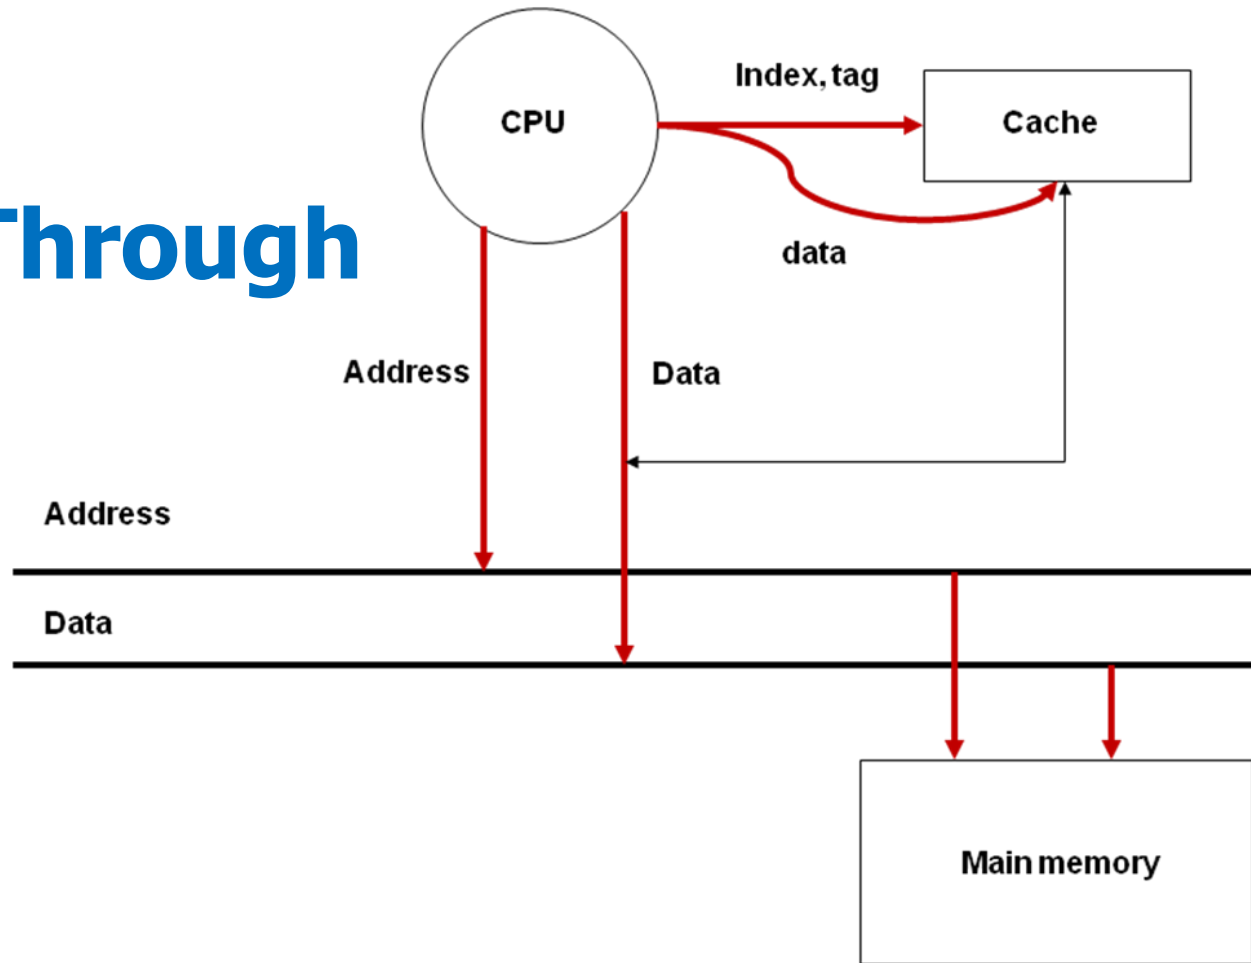 Index, tag
CPU
Cache
Through
data
Address
Data
Address
Data
Main memory